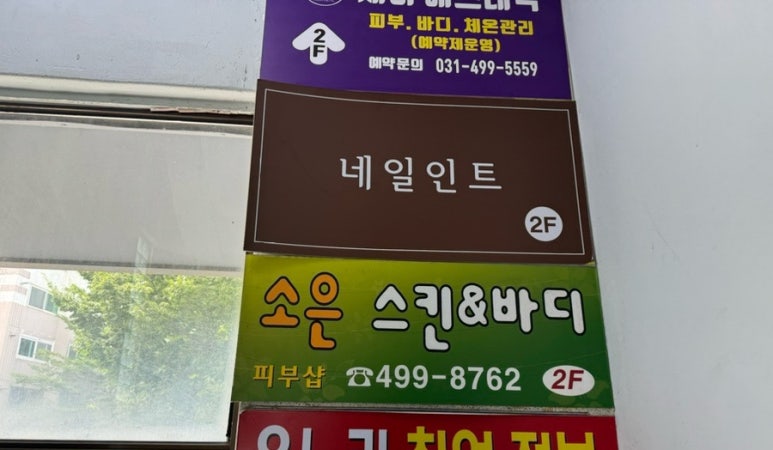 2F
피부.바디.체온관리
(예약제운영)
예약문의 031-499-5559
네일인트
2F
소은 스킨&바디
피부샵 ☎499-8762 2F